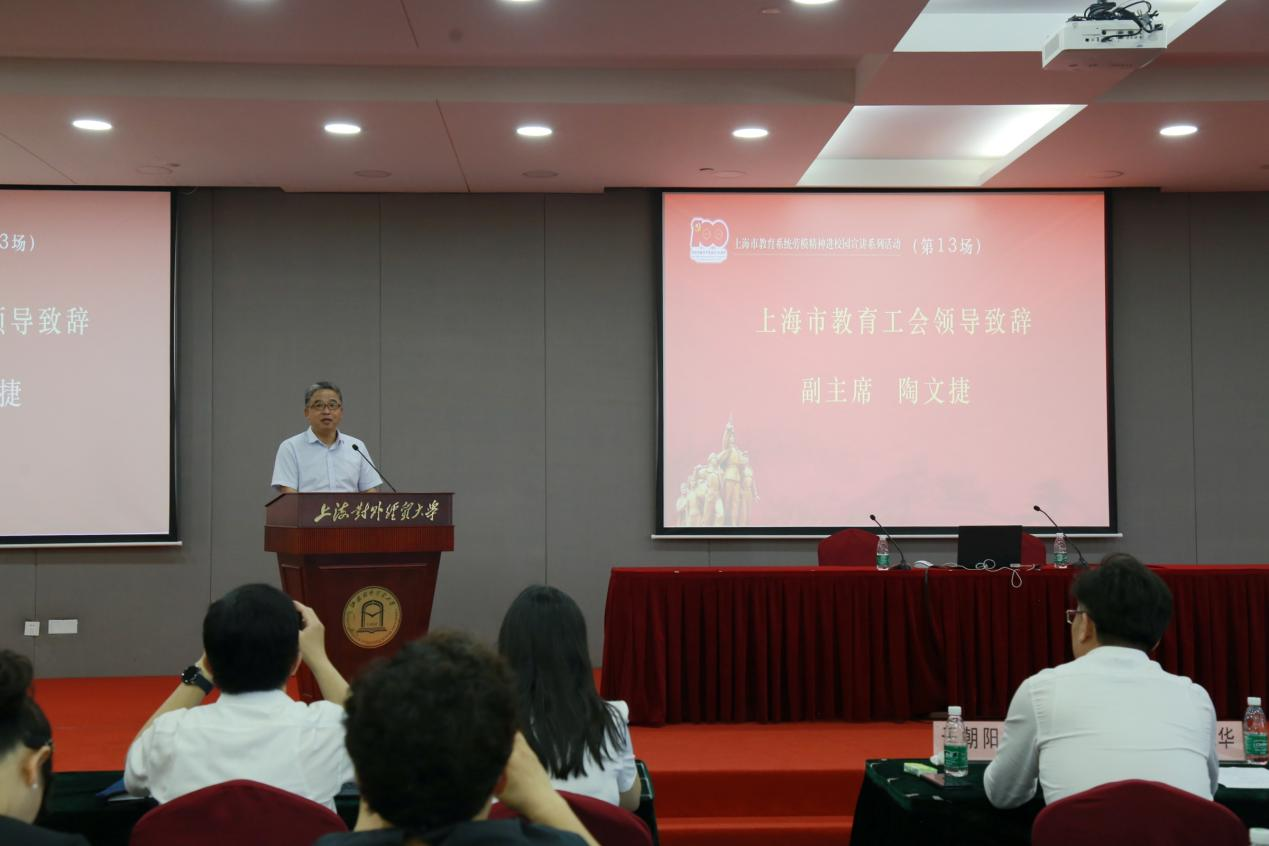 3场)
领导致辞
捷
上海市教育系统劳模精神进校园宣讲系列活动 (第13场)
上海市教育工会领导致辞
副主席 陶文捷
上海对外经贸大学
朝阳
华